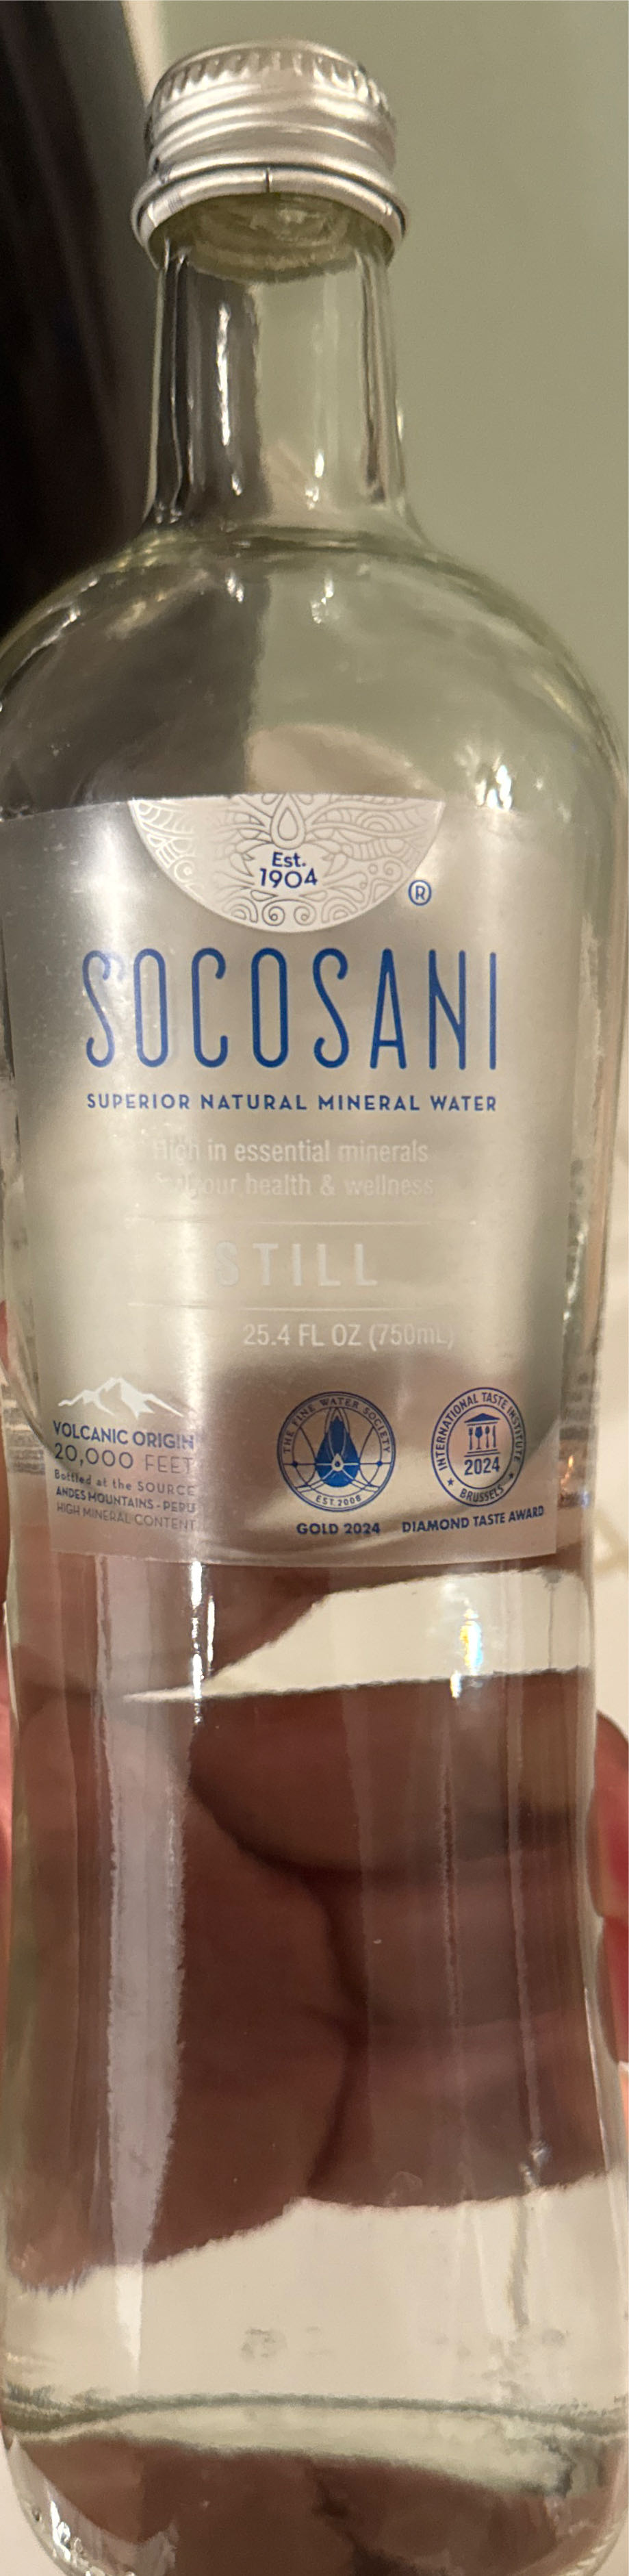 Est.
1904
®
SOCOSANI
SUPERIOR NATURAL MINERAL WATER
High in essential minerals
your health & wellness
STILL
25.4 FL OZ (750mL)
VOLCANIC ORIGIN
20,000 FEET
Bottled at the SOURCE
ANDES MOUNTAINS - PERU
HIGH MINERAL CONTENT
THE FINE WATER SOCIETY
EST. 2008
GOLD 2024
INTERNATIONAL TASTE INSTITUTE
2024
★ BRUSSELS ★
DIAMOND TASTE AWARD